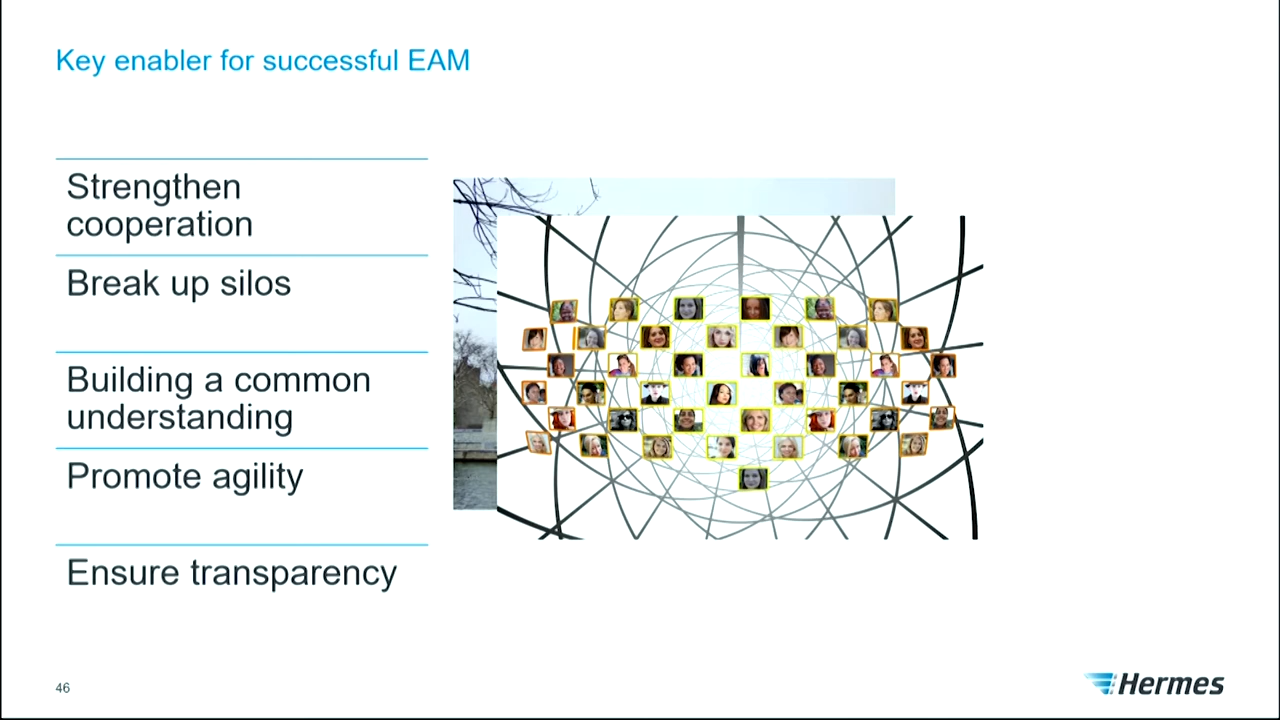 Key enabler for successful EAM
Strengthen
cooperation
Break up silos
Building a common
understanding
Promote agility
Ensure transparency
46
Hermes